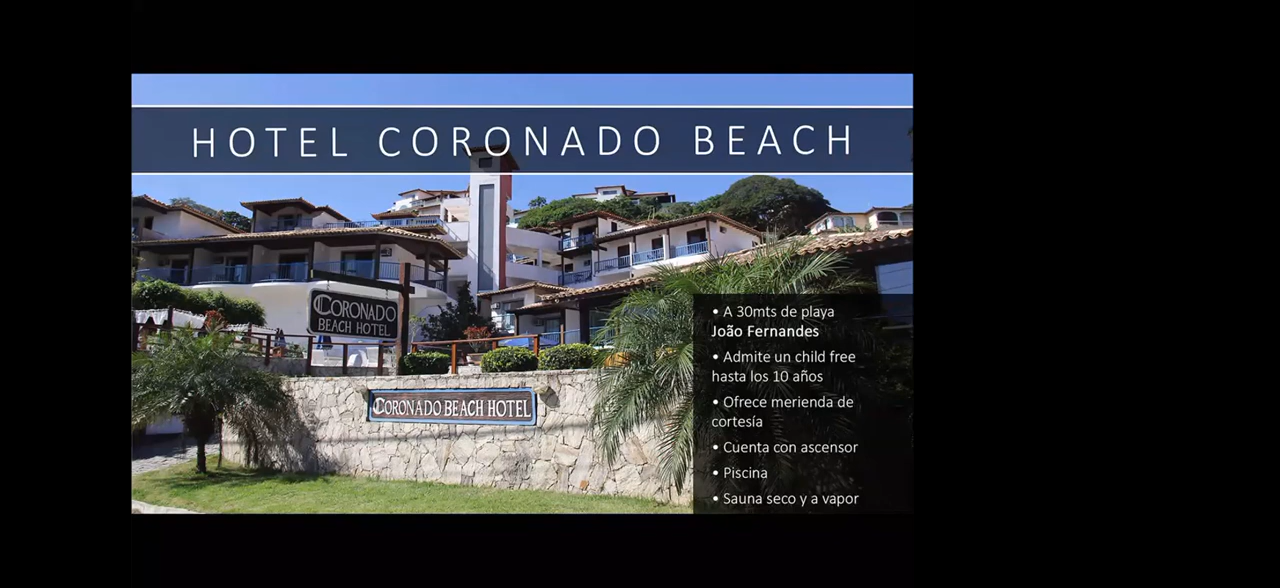 HOTEL CORONADO BEACH
CORONADO
BEACH HOTEL
CORONADO BEACH HOTEL
• A 30mts de playa
João Fernandes
• Admite un child free
hasta los 10 años
• Ofrece merienda de
cortesía
• Cuenta con ascensor
• Piscina
• Sauna seco y a vapor